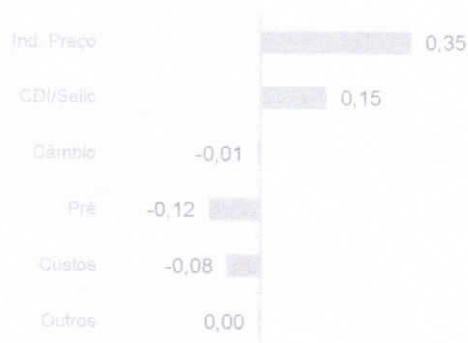 Ind. Preço 0,35
CDI/Selic 0,15
Câmbio -0,01
Pré -0,12
Custos -0,08
Outros 0,00